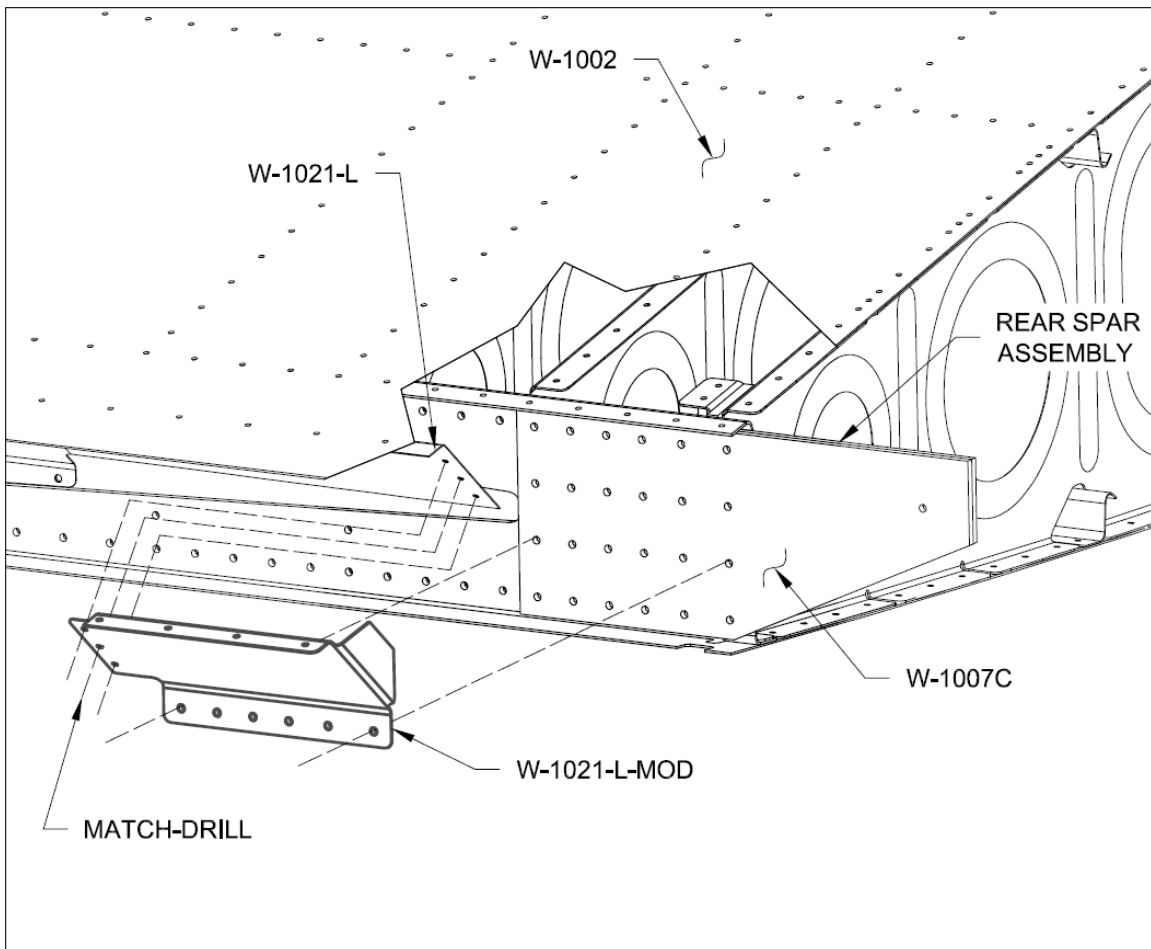 W-1002
W-1021-L
REAR SPAR
ASSEMBLY
W-1007C
W-1021-L-MOD
MATCH-DRILL